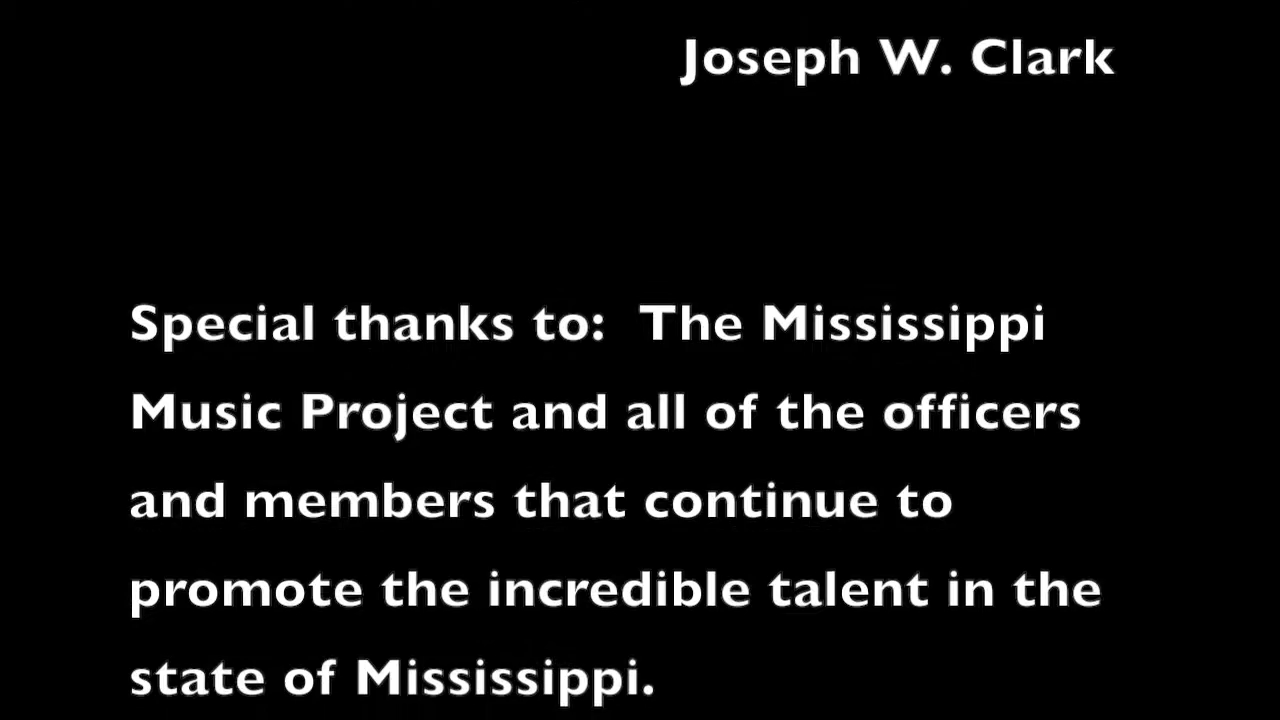 Joseph W. Clark
Special thanks to:  The Mississippi
Music Project and all of the officers
and members that continue to
promote the incredible talent in the
state of Mississippi.